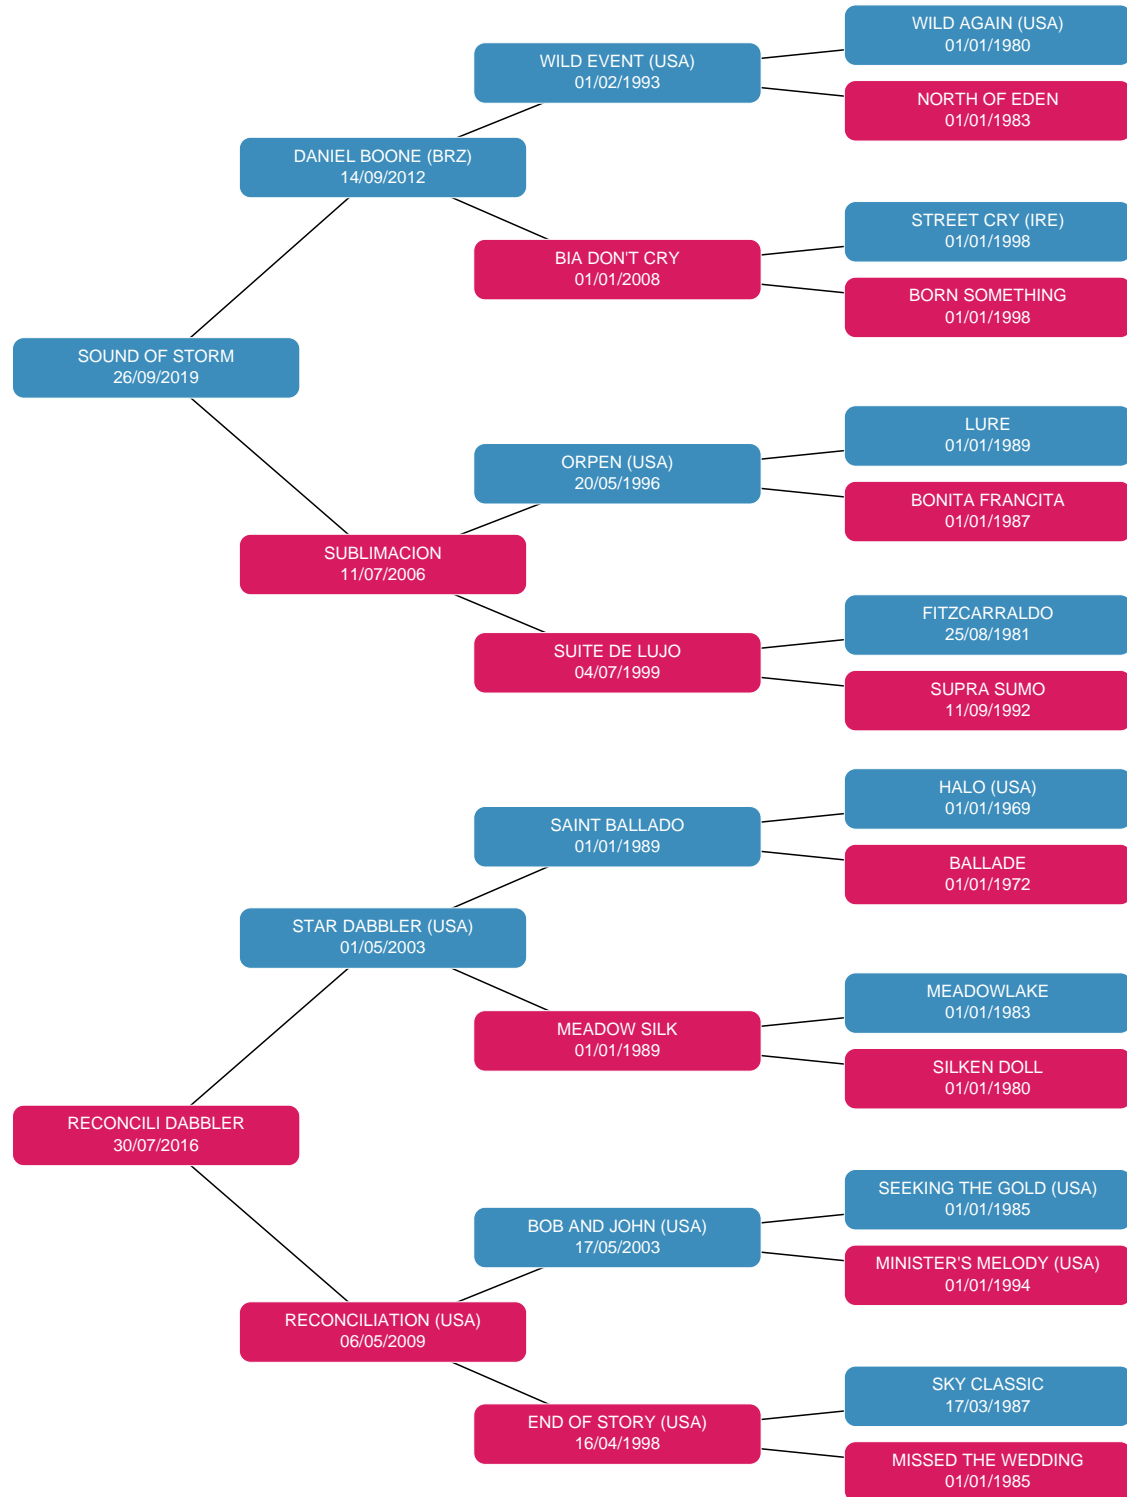 WILD AGAIN (USA)
01/01/1980
WILD EVENT (USA)
01/02/1993
NORTH OF EDEN
01/01/1983
DANIEL BOONE (BRZ)
14/09/2012
STREET CRY (IRE)
01/01/1998
BIA DON'T CRY
01/01/2008
BORN SOMETHING
01/01/1998
SOUND OF STORM
26/09/2019
LURE
01/01/1989
ORPEN (USA)
20/05/1996
BONITA FRANCITA
01/01/1987
SUBLIMACION
11/07/2006
FITZCARRALDO
25/08/1981
SUITE DE LUJO
04/07/1999
SUPRA SUMO
11/09/1992
HALO (USA)
01/01/1969
SAINT BALLADO
01/01/1989
BALLADE
01/01/1972
STAR DABBLER (USA)
01/05/2003
MEADOWLAKE
01/01/1983
MEADOW SILK
01/01/1989
SILKEN DOLL
01/01/1980
RECONCILI DABBLER
30/07/2016
SEEKING THE GOLD (USA)
01/01/1985
BOB AND JOHN (USA)
17/05/2003
MINISTER'S MELODY (USA)
01/01/1994
RECONCILIATION (USA)
06/05/2009
SKY CLASSIC
17/03/1987
END OF STORY (USA)
16/04/1998
MISSED THE WEDDING
01/01/1985